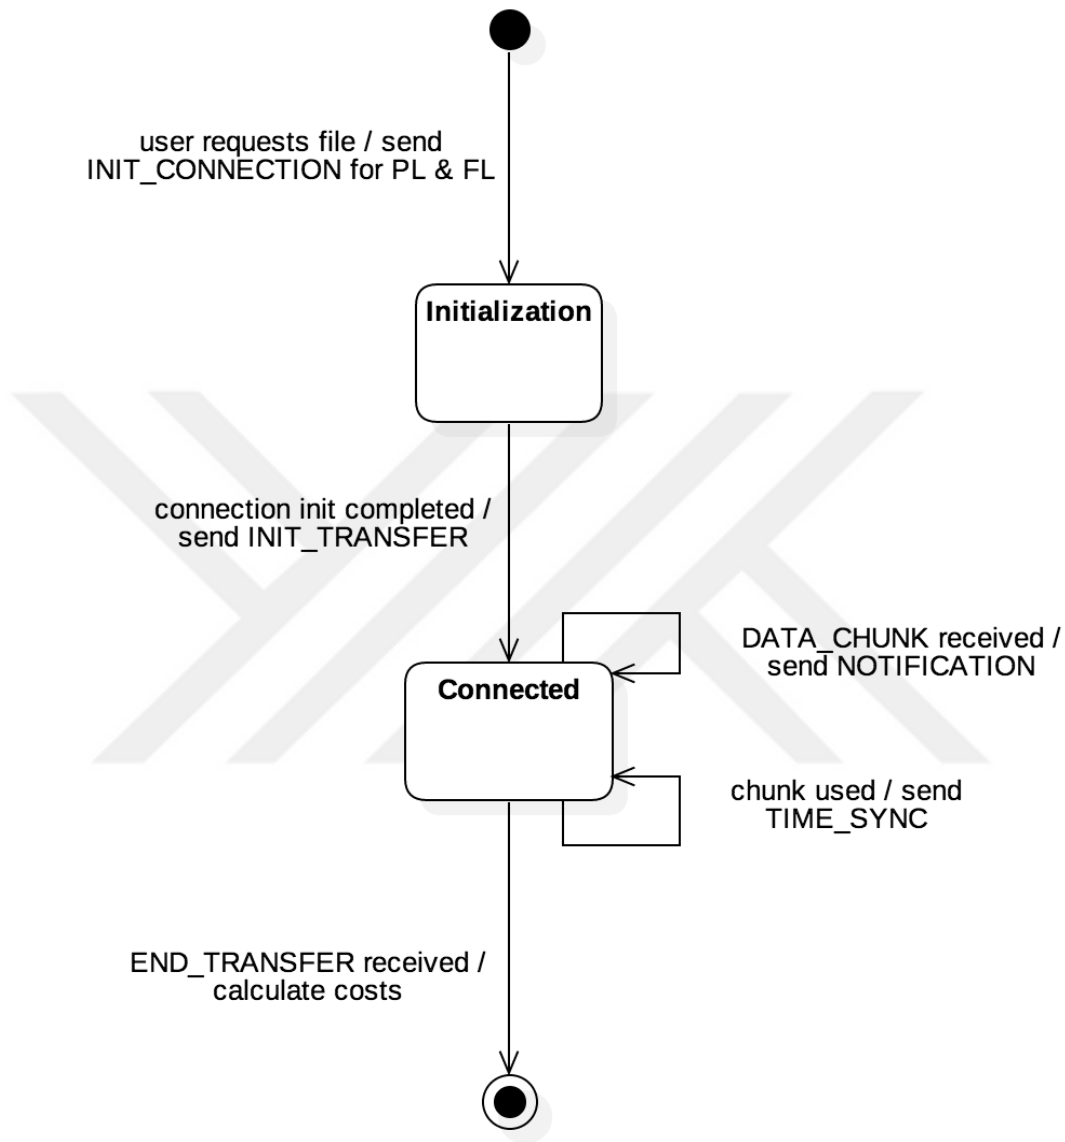 user requests file / send
INIT_CONNECTION for PL & FL
Initialization
connection init completed /
send INIT_TRANSFER
DATA_CHUNK received /
send NOTIFICATION
Connected
chunk used / send
TIME_SYNC
END_TRANSFER received /
calculate costs